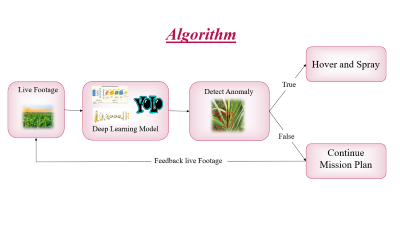 Algorithm
Hover and Spray
Live Footage
Detect Anomaly
True
YOLO
Deep Learning Model
False
Continue
Mission Plan
Feedback live Footage